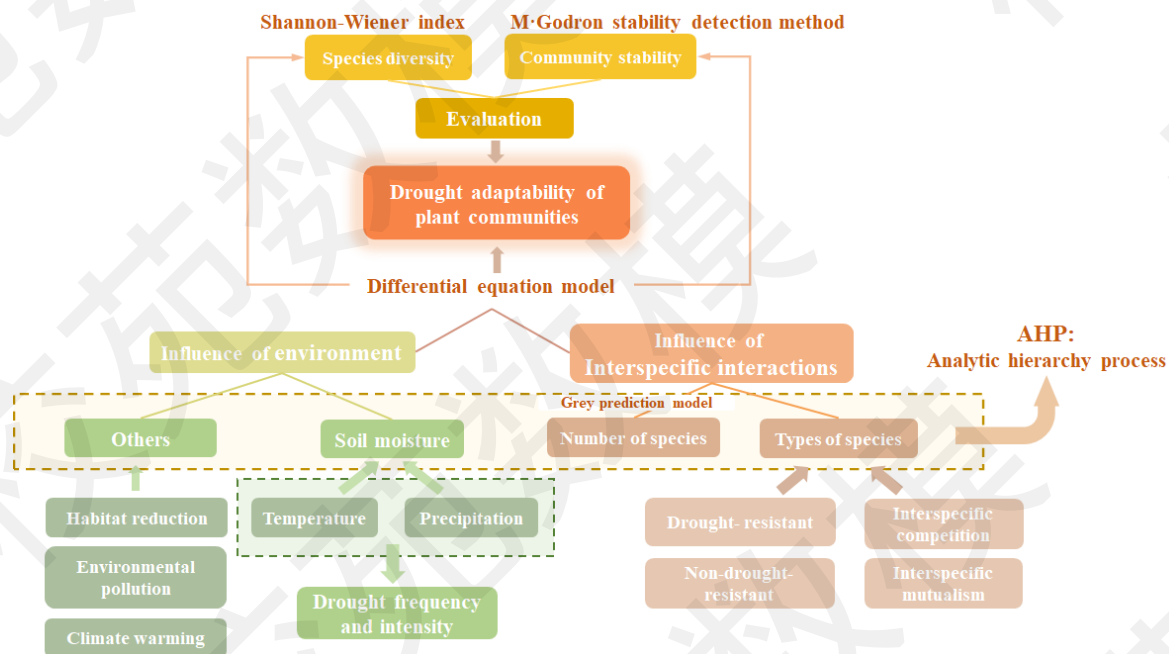 Shannon-Wiener index
M·Godron stability detection method
Species diversity
Community stability
Evaluation
Drought adaptability of
plant communities
Differential equation model
Influence of environment
Influence of
Interspecific interactions
AHP:
Analytic hierarchy process
Grey prediction model
Others
Soil moisture
Number of species
Types of species
Habitat reduction
Temperature
Precipitation
Drought- resistant
Interspecific
competition
Environmental
pollution
Non-drought-
resistant
Interspecific
mutualism
Drought frequency
and intensity
Climate warming